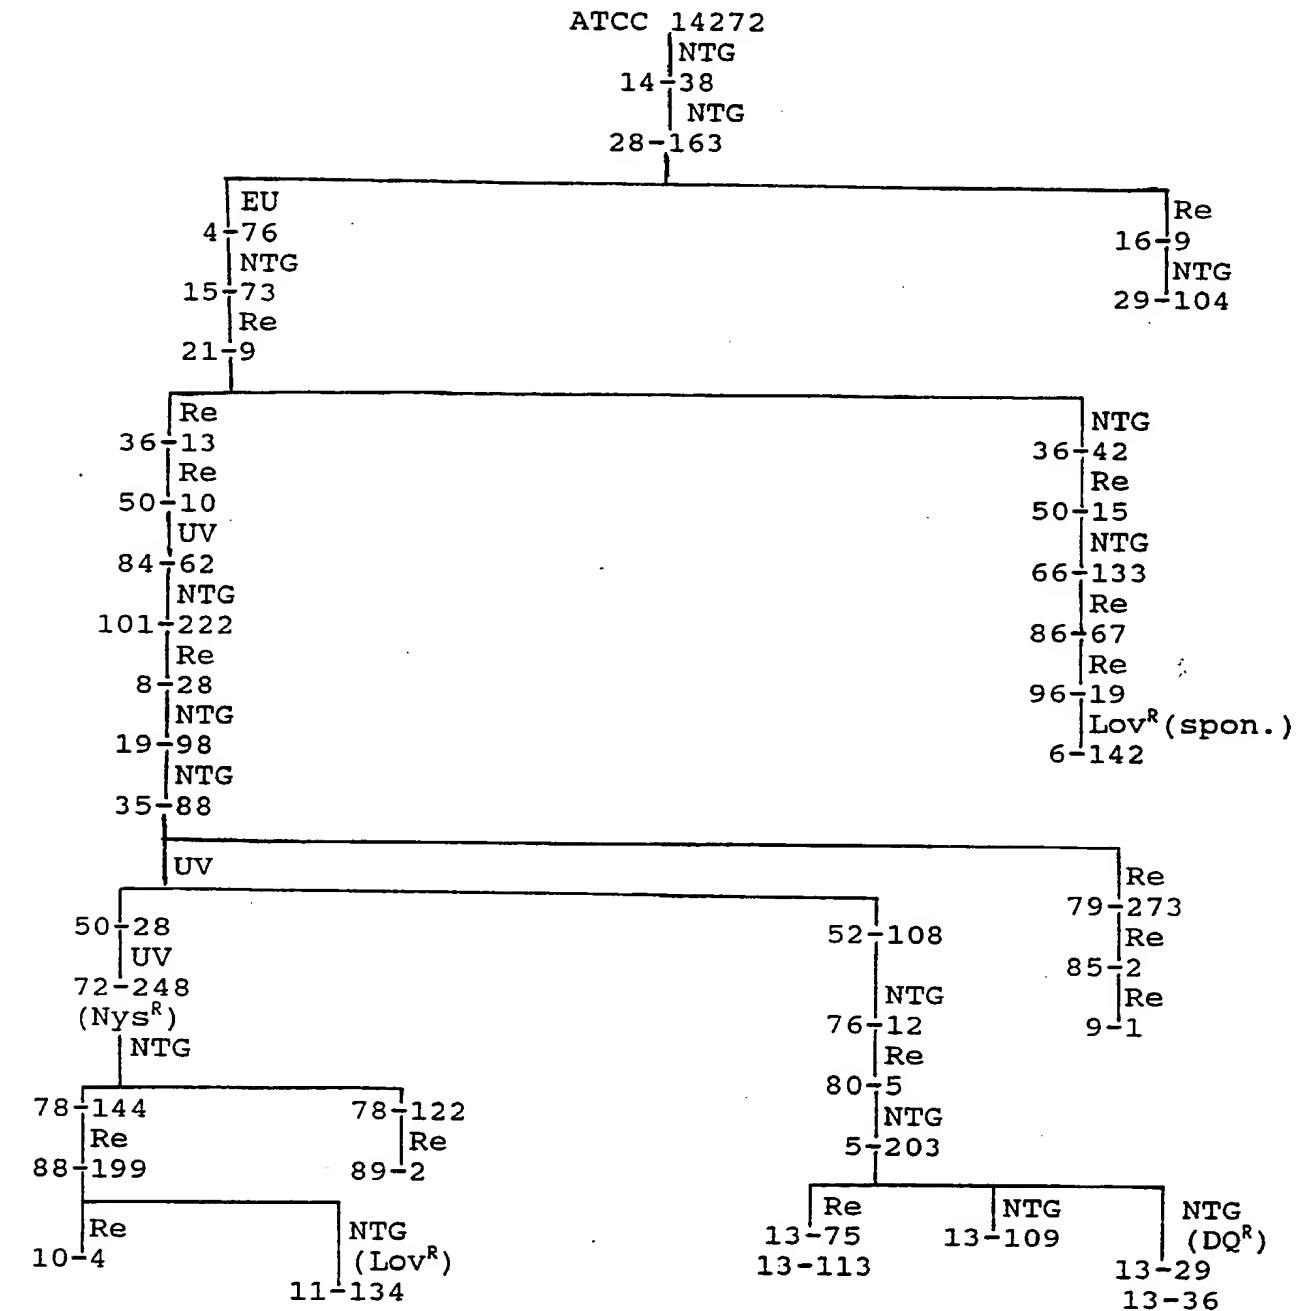 ATCC 14272
NTG
14-38
NTG
28-163
EU
4-76
NTG
15-73
Re
21-9
Re
16-9
NTG
29-104
Re
36-13
Re
50-10
UV
84-62
NTG
101-222
Re
8-28
NTG
19-98
NTG
35-88
NTG
36-42
Re
50-15
NTG
66-133
Re
86-67
Re
96-19
Lovᴿ(spon.)
6-142
UV
50-28
UV
72-248
(Nysᴿ)
NTG
78-144
Re
88-199
Re
10-4
NTG
(Lovᴿ)
11-134
78-122
Re
89-2
52-108
NTG
76-12
Re
80-5
NTG
5-203
Re
13-75
13-113
NTG
13-109
NTG
(DQᴿ)
13-29
13-36
Re
79-273
Re
85-2
Re
9-1